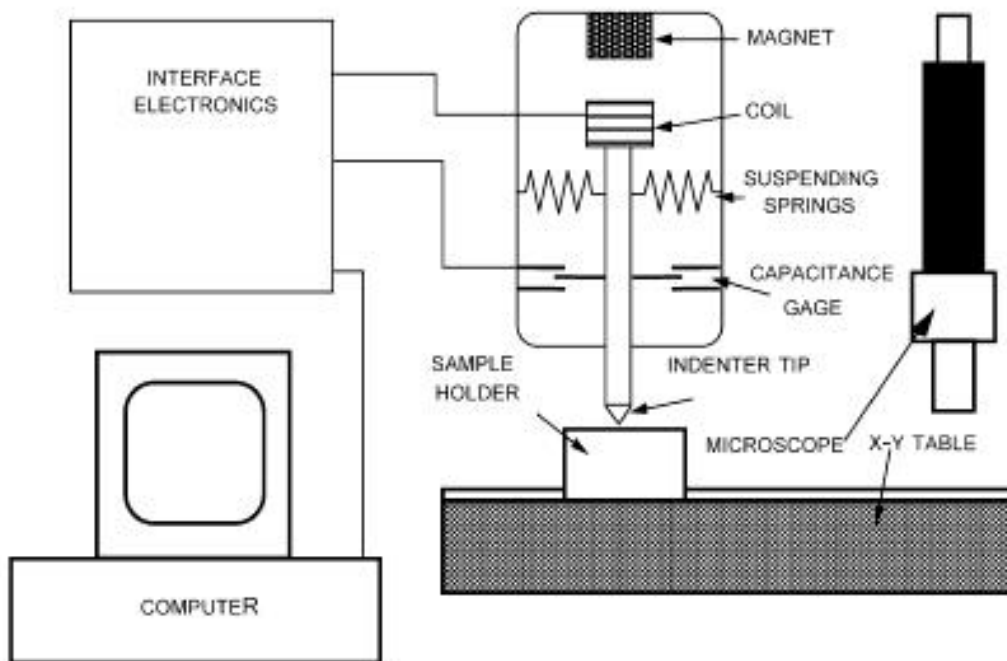 INTERFACE
ELECTRONICS
MAGNET
COIL
SUSPENDING
SPRINGS
CAPACITANCE
GAGE
SAMPLE
HOLDER
INDENTER TIP
MICROSCOPE
X-Y TABLE
COMPUTER